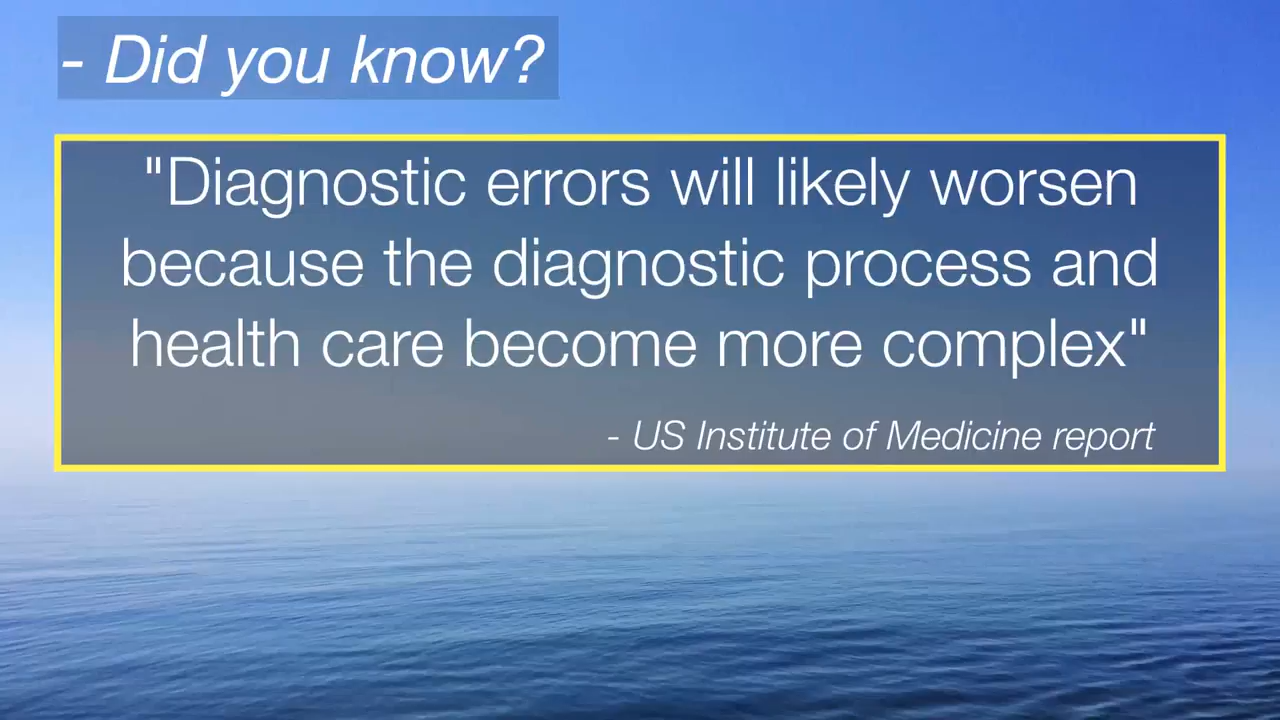 - Did you know?
"Diagnostic errors will likely worsen
because the diagnostic process and
health care become more complex"
- US Institute of Medicine report